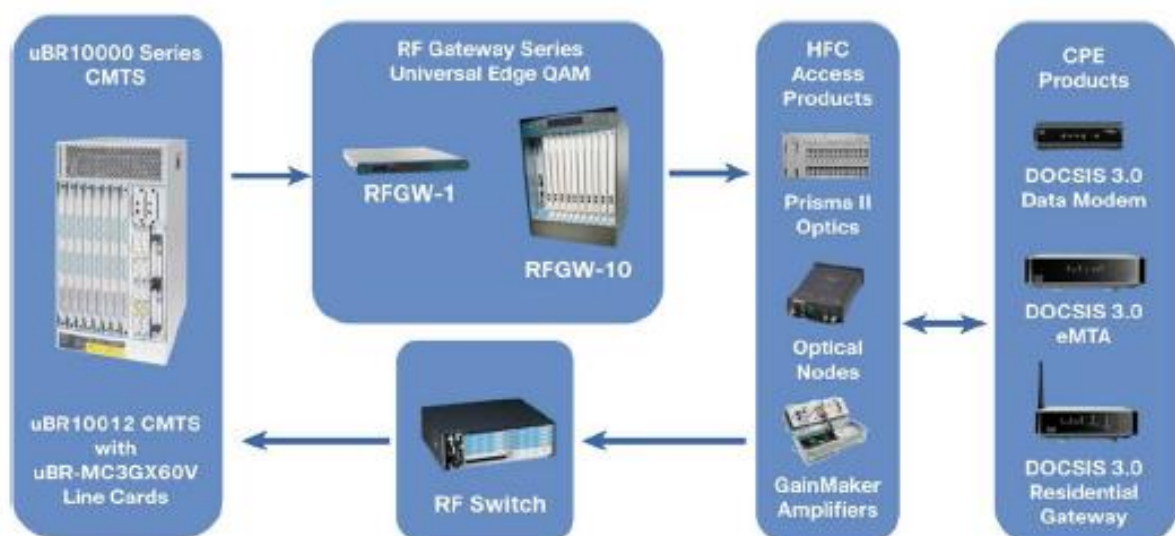 uBR10000 Series
CMTS
uBR10012 CMTS
with
uBR-MC3GX60V
Line Cards
RF Gateway Series
Universal Edge QAM
RFGW-1
RFGW-10
RF Switch
HFC
Access
Products
Prisma II
Optics
Optical
Nodes
GainMaker
Amplifiers
CPE
Products
DOCSIS 3.0
Data Modem
DOCSIS 3.0
eMTA
DOCSIS 3.0
Residential
Gateway